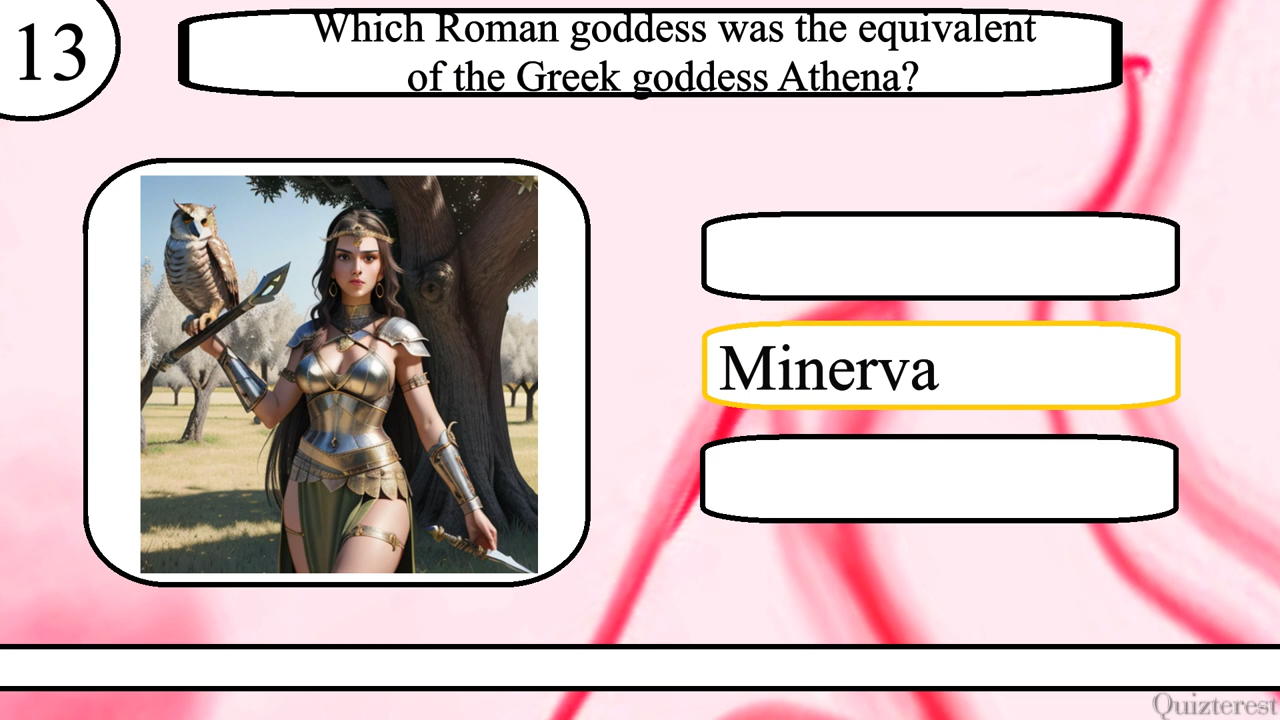 13
Which Roman goddess was the equivalent
of the Greek goddess Athena?
Minerva
Quizterest